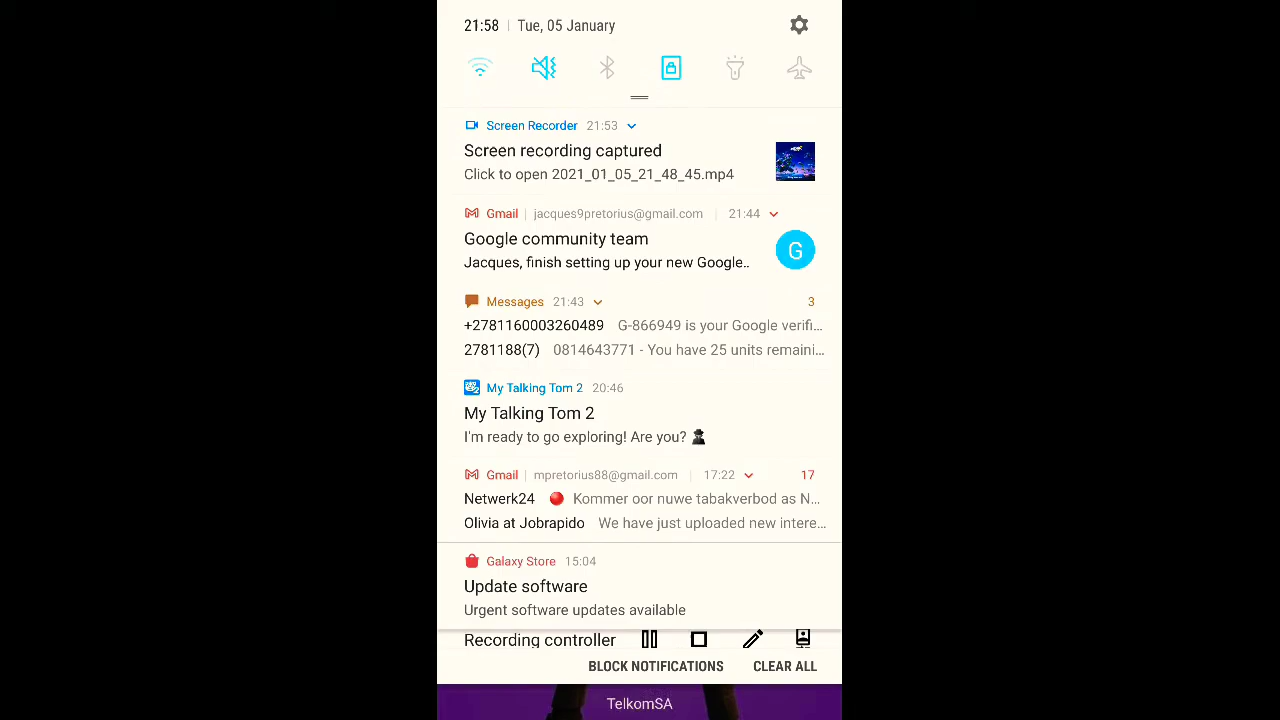 21:58 | Tue, 05 January
Screen Recorder 21:53
Screen recording captured
Click to open 2021_01_05_21_48_45.mp4
Gmail | jacques9pretorius@gmail.com | 21:44
Google community team
G
Jacques, finish setting up your new Google..
Messages 21:43 3
+2781160003260489 G-866949 is your Google verifi...
2781188(7) 0814643771 - You have 25 units remaini...
My Talking Tom 2 20:46
My Talking Tom 2
I'm ready to go exploring! Are you?
Gmail | mpretorius88@gmail.com | 17:22 17
Netwerk24 Kommer oor nuwe tabakverbod as N...
Olivia at Jobrapido We have just uploaded new intere...
Galaxy Store 15:04
Update software
Urgent software updates available
Recording controller
BLOCK NOTIFICATIONS CLEAR ALL
TelkomSA